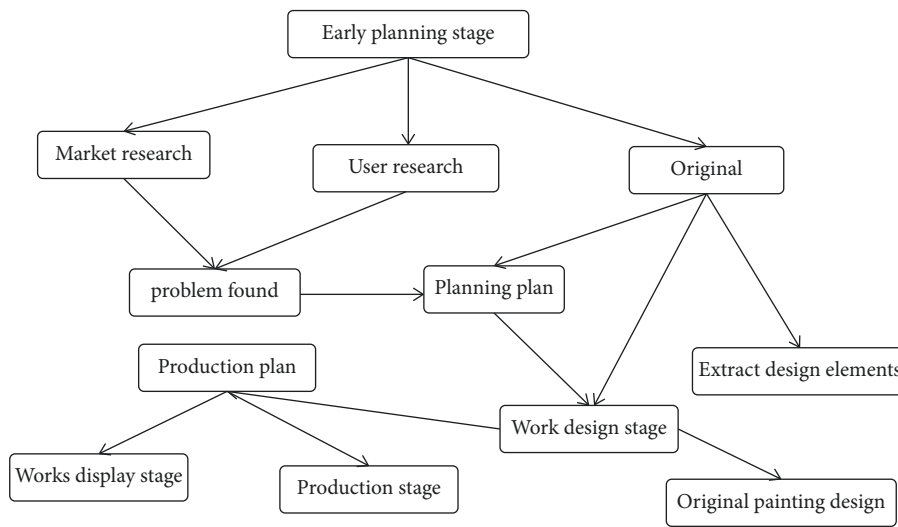 Early planning stage
Market research
User research
Original
problem found
Planning plan
Production plan
Extract design elements
Work design stage
Works display stage
Production stage
Original painting design